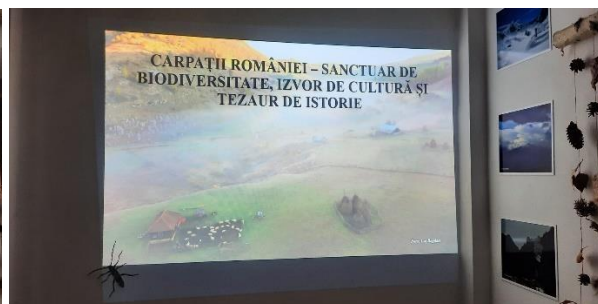 CARPAȚII ROMÂNIEI – SANCTUAR DE
BIODIVERSITATE, IZVOR DE CULTURĂ ȘI
TEZAUR DE ISTORIE